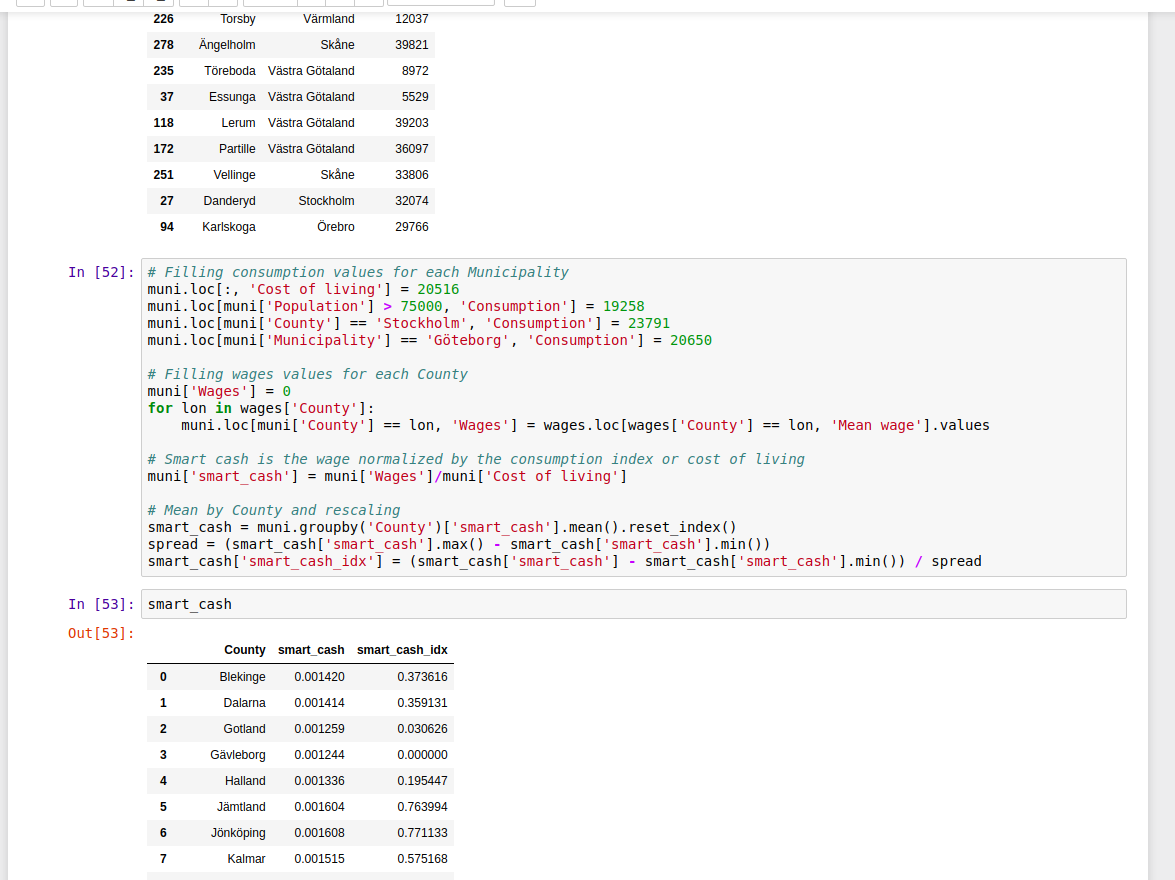 226 Torsby Värmland 12037
278 Ängelholm Skåne 39821
235 Töreboda Västra Götaland 8972
37 Essunga Västra Götaland 5529
118 Lerum Västra Götaland 39203
172 Partille Västra Götaland 36097
251 Vellinge Skåne 33806
27 Danderyd Stockholm 32074
94 Karlskoga Örebro 29766
In [52]: # Filling consumption values for each Municipality
muni.loc[:, 'Cost of living'] = 20516
muni.loc[muni['Population'] > 75000, 'Consumption'] = 19258
muni.loc[muni['County'] == 'Stockholm', 'Consumption'] = 23791
muni.loc[muni['Municipality'] == 'Göteborg', 'Consumption'] = 20650
# Filling wages values for each County
muni['Wages'] = 0
for lon in wages['County']:
    muni.loc[muni['County'] == lon, 'Wages'] = wages.loc[wages['County'] == lon, 'Mean wage'].values
# Smart cash is the wage normalized by the consumption index or cost of living
muni['smart_cash'] = muni['Wages']/muni['Cost of living']
# Mean by County and rescaling
smart_cash = muni.groupby('County')['smart_cash'].mean().reset_index()
spread = (smart_cash['smart_cash'].max() - smart_cash['smart_cash'].min())
smart_cash['smart_cash_idx'] = (smart_cash['smart_cash'] - smart_cash['smart_cash'].min()) / spread
In [53]: smart_cash
Out[53]:
County smart_cash smart_cash_idx
0 Blekinge 0.001420 0.373616
1 Dalarna 0.001414 0.359131
2 Gotland 0.001259 0.030626
3 Gävleborg 0.001244 0.000000
4 Halland 0.001336 0.195447
5 Jämtland 0.001604 0.763994
6 Jönköping 0.001608 0.771133
7 Kalmar 0.001515 0.575168